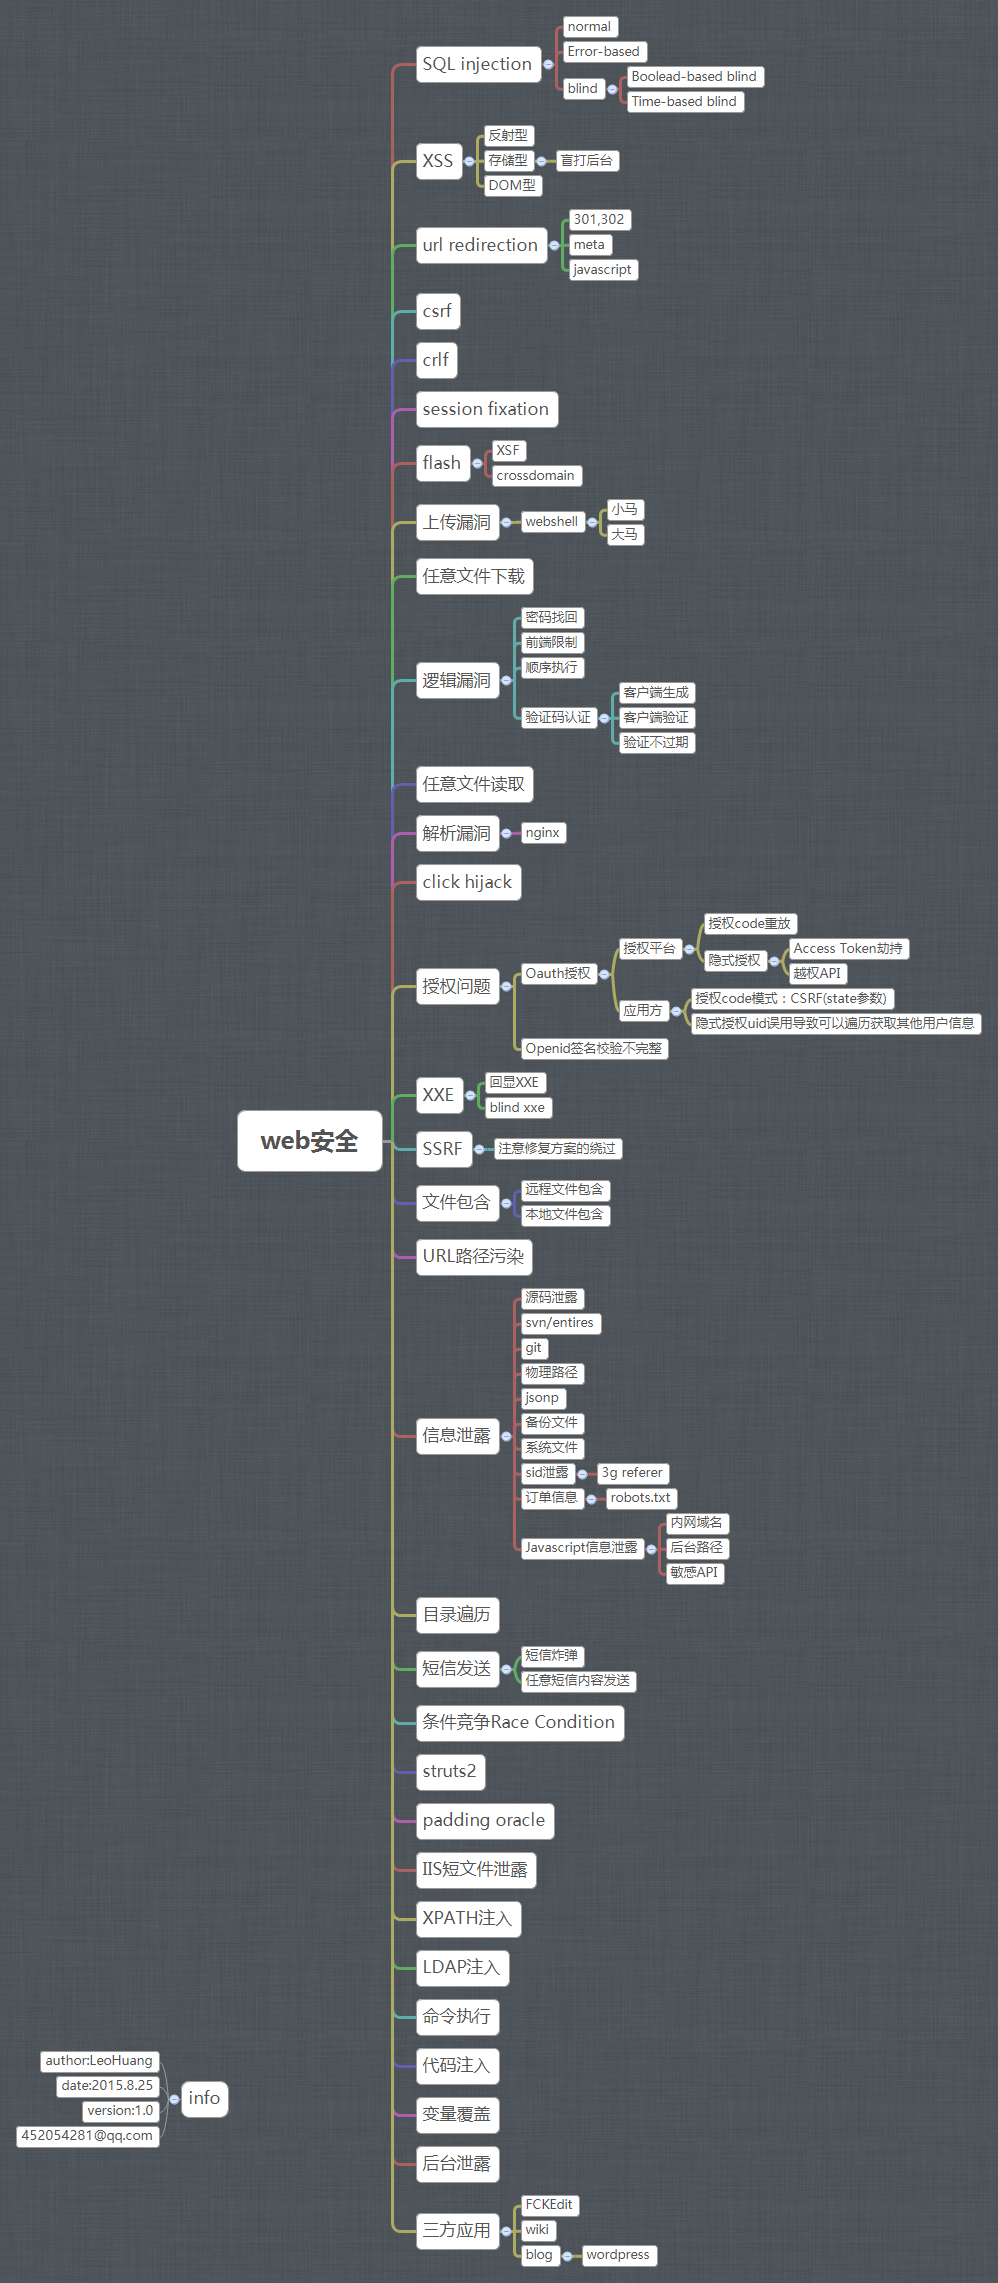 normal
Error-based
SQL injection
blind
Boolead-based blind
Time-based blind
反射型
XSS
存储型
盲打后台
DOM型
301,302
url redirection
meta
javascript
csrf
crlf
session fixation
flash
XSF
crossdomain
上传漏洞
webshell
小马
大马
任意文件下载
密码找回
前端限制
顺序执行
逻辑漏洞
验证码认证
客户端生成
客户端验证
验证不过期
任意文件读取
解析漏洞
nginx
click hijack
授权问题
Oauth授权
授权平台
授权code重放
隐式授权
Access Token劫持
越权API
应用方
授权code模式：CSRF(state参数)
隐式授权uid误用导致可以遍历获取其他用户信息
Openid签名校验不完整
XXE
回显XXE
blind xxe
web安全
SSRF
注意修复方案的绕过
文件包含
远程文件包含
本地文件包含
URL路径污染
源码泄露
svn/entires
git
物理路径
jsonp
信息泄露
备份文件
系统文件
sid泄露
3g referer
订单信息
robots.txt
Javascript信息泄露
内网域名
后台路径
敏感API
目录遍历
短信发送
短信炸弹
任意短信内容发送
条件竞争Race Condition
struts2
padding oracle
IIS短文件泄露
XPATH注入
LDAP注入
命令执行
代码注入
变量覆盖
后台泄露
三方应用
FCKEdit
wiki
blog
wordpress
info
author:LeoHuang
date:2015.8.25
version:1.0
452054281@qq.com